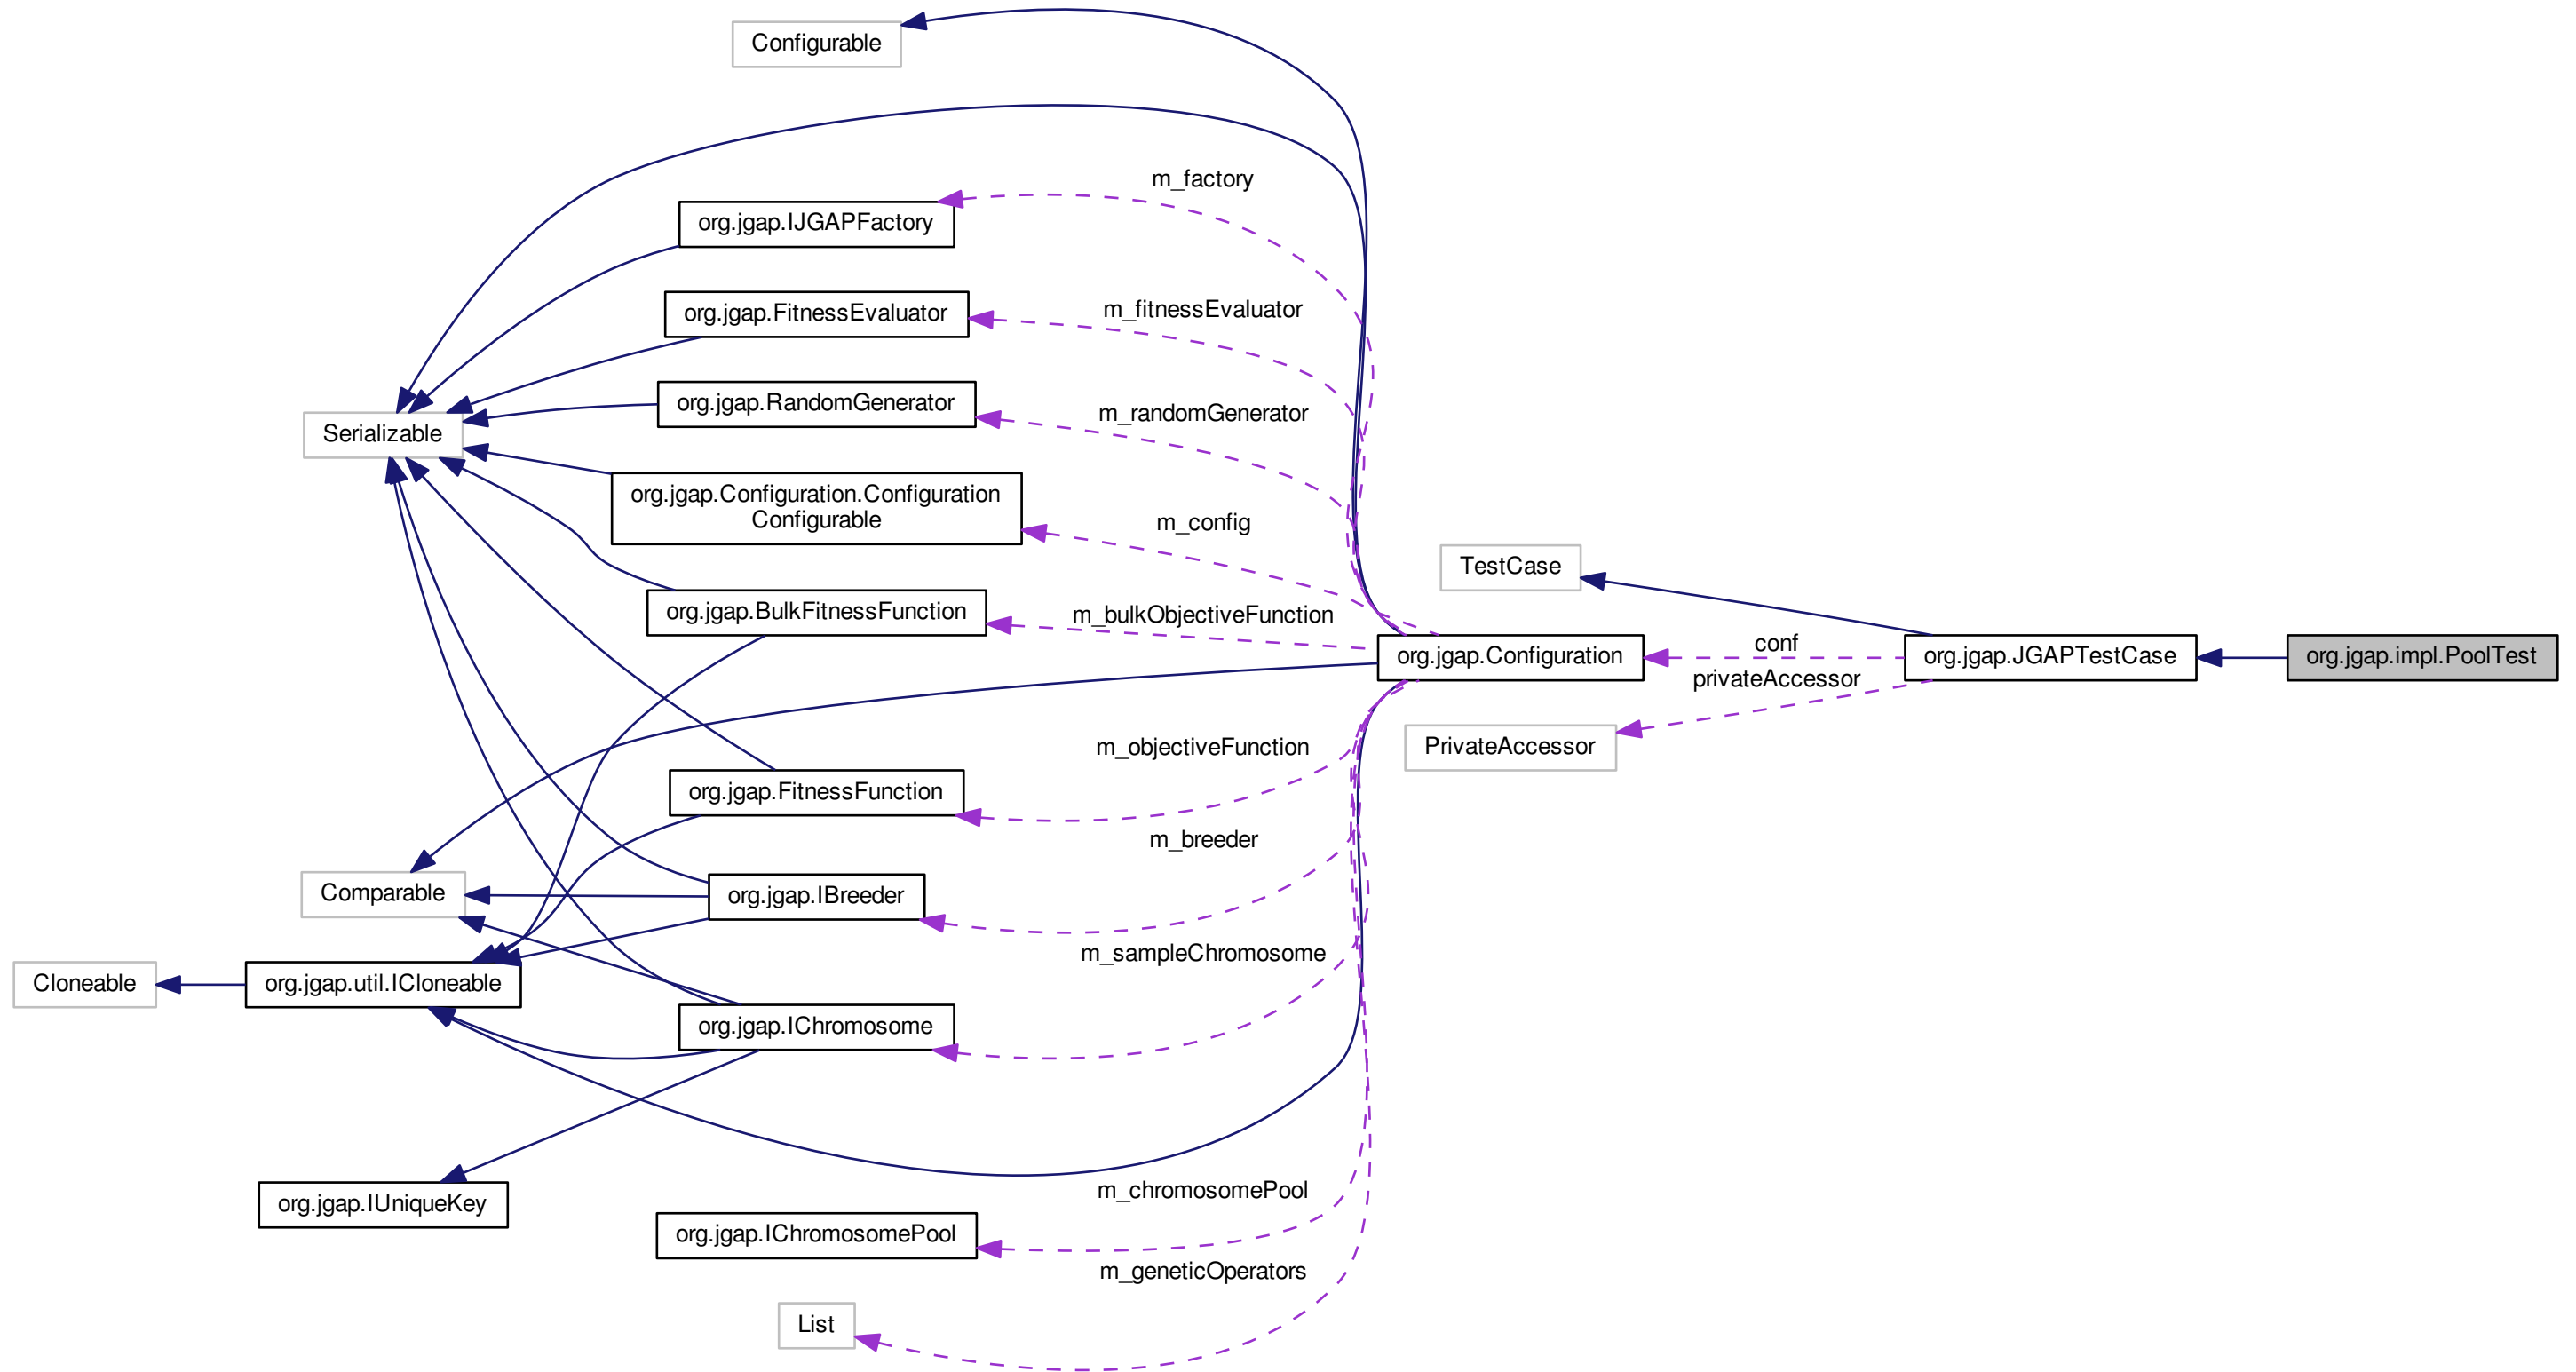 Configurable
m_factory
org.jgap.IJGAPFactory
m_fitnessEvaluator
org.jgap.FitnessEvaluator
m_randomGenerator
org.jgap.RandomGenerator
Serializable
org.jgap.Configuration.Configuration
Configurable
m_config
TestCase
org.jgap.BulkFitnessFunction
m_bulkObjectiveFunction
org.jgap.Configuration
conf
org.jgap.JGAPTestCase
org.jgap.impl.PoolTest
privateAccessor
PrivateAccessor
m_objectiveFunction
org.jgap.FitnessFunction
m_breeder
Comparable
org.jgap.IBreeder
m_sampleChromosome
Cloneable
org.jgap.util.ICloneable
org.jgap.IChromosome
org.jgap.IUniqueKey
m_chromosomePool
org.jgap.IChromosomePool
m_geneticOperators
List